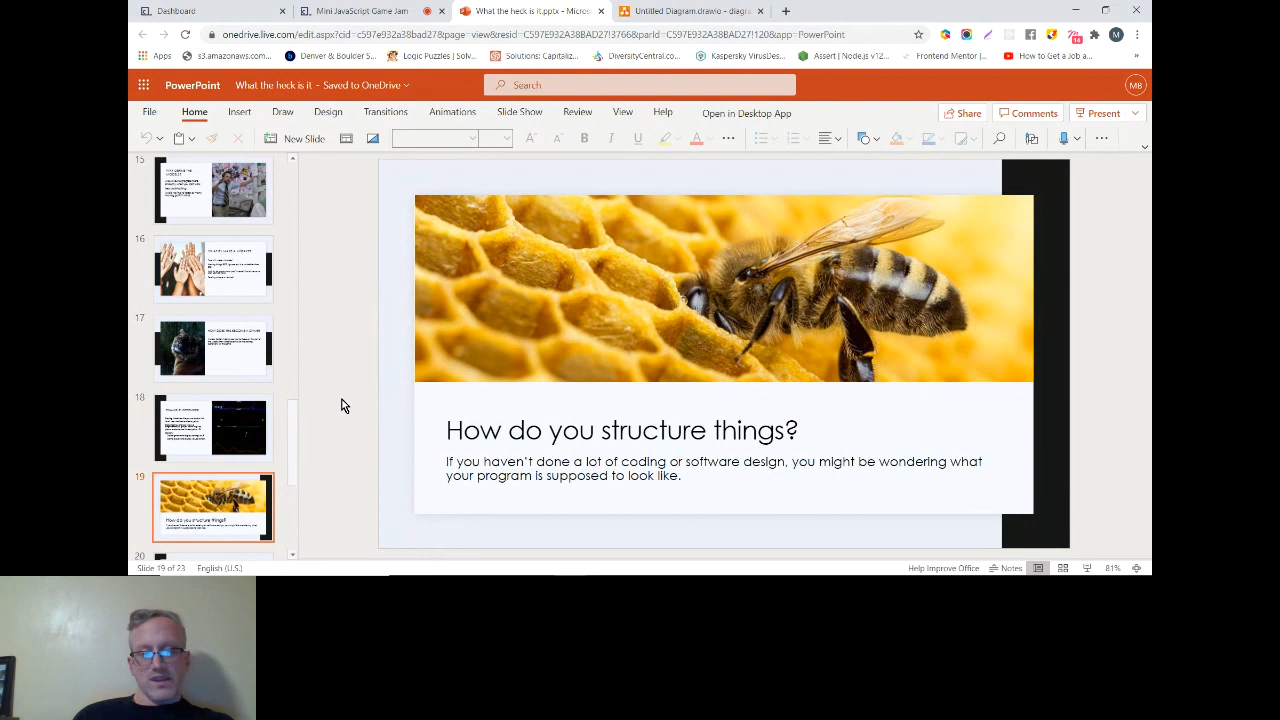 Dashboard
Mini JavaScript Game Jam
What the heck is it.pptx - Micros
Untitled Diagram.drawio - diagra
onedrive.live.com/edit.aspx?cid=c597e932a38bad27&page=view&resid=C597E932A38BAD27!3766&parId=C597E932A38BAD27!120&app=PowerPoint
Apps
s3.amazonaws.com
Denver & Boulder S...
Logic Puzzles | Solv...
Solutions: Capitaliz...
DiversityCentral.co...
Kaspersky VirusDes...
Assert | Node.js v12...
Frontend Mentor |...
How to Get a Job a...
PowerPoint
What the heck is it - Saved to OneDrive
Search
MB
File Home Insert Draw Design Transitions Animations Slide Show Review View Help Open in Desktop App
Share Comments Present
New Slide
15
16
17
18
19
20
How do you structure things?
If you haven't done a lot of coding or software design, you might be wondering what
your program is supposed to look like.
How do you structure things?
Slide 19 of 23 English (U.S.)
Help Improve Office Notes 81%